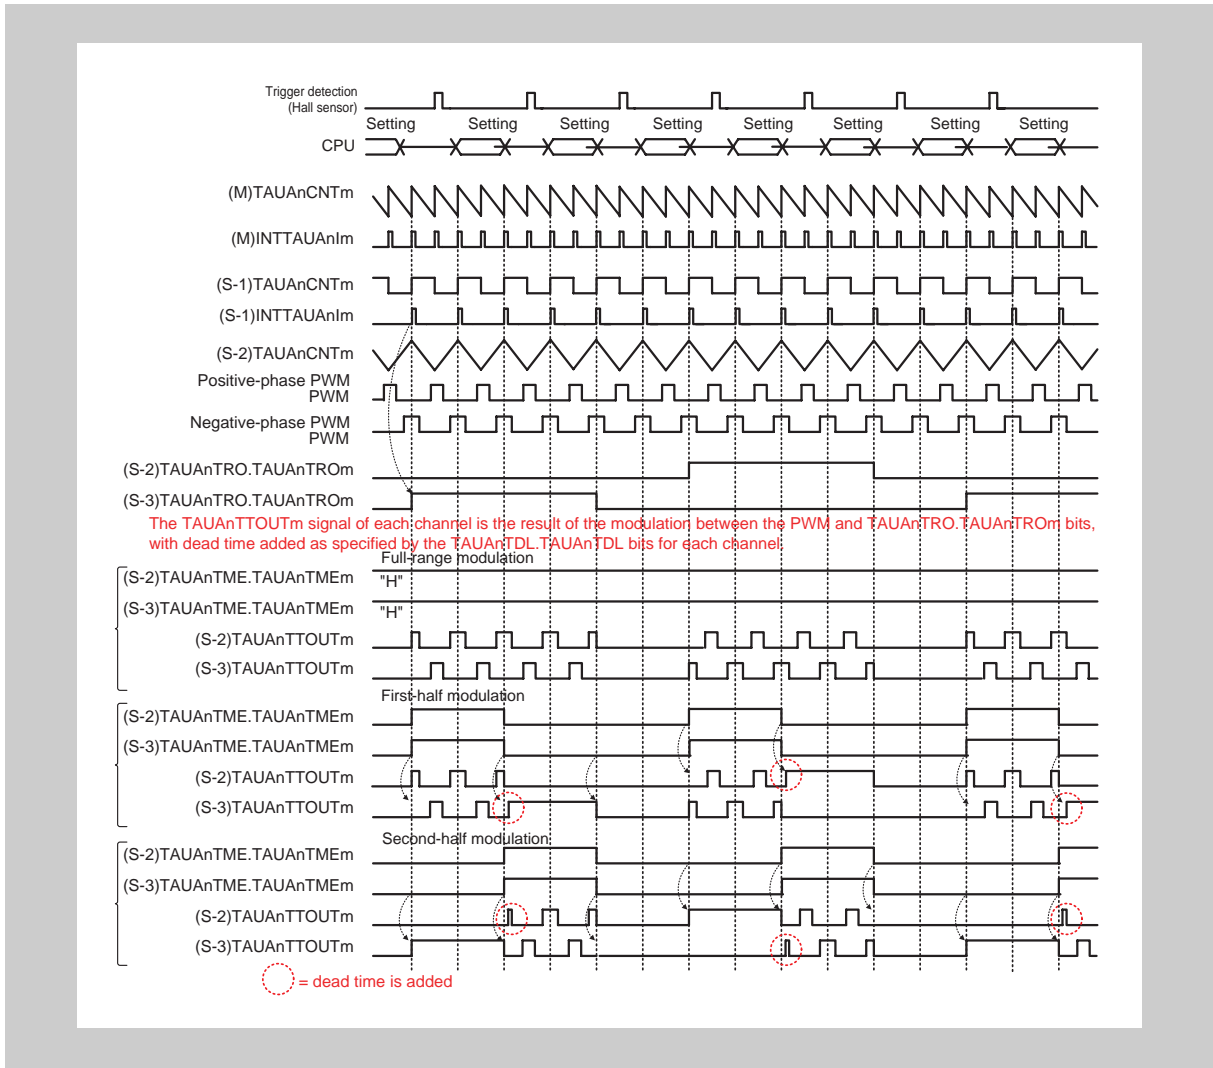 Trigger detection
(Hall sensor)
Setting Setting Setting Setting Setting Setting Setting Setting
CPU
(M)TAUAnCNTm
(M)INTTAUAnIm
(S-1)TAUAnCNTm
(S-1)INTTAUAnIm
(S-2)TAUAnCNTm
Positive-phase PWM
PWM
Negative-phase PWM
PWM
(S-2)TAUAnTRO.TAUAnTROm
(S-3)TAUAnTRO.TAUAnTROm
The TAUAnTTOUTm signal of each channel is the result of the modulation between the PWM and TAUAnTRO.TAUAnTROm bits,
with dead time added as specified by the TAUAnTDL.TAUAnTDL bits for each channel.
Full-range modulation
(S-2)TAUAnTME.TAUAnTMEm "H"
(S-3)TAUAnTME.TAUAnTMEm "H"
(S-2)TAUAnTTOUTm
(S-3)TAUAnTTOUTm
First-half modulation
(S-2)TAUAnTME.TAUAnTMEm
(S-3)TAUAnTME.TAUAnTMEm
(S-2)TAUAnTTOUTm
(S-3)TAUAnTTOUTm
Second-half modulation
(S-2)TAUAnTME.TAUAnTMEm
(S-3)TAUAnTME.TAUAnTMEm
(S-2)TAUAnTTOUTm
(S-3)TAUAnTTOUTm
= dead time is added